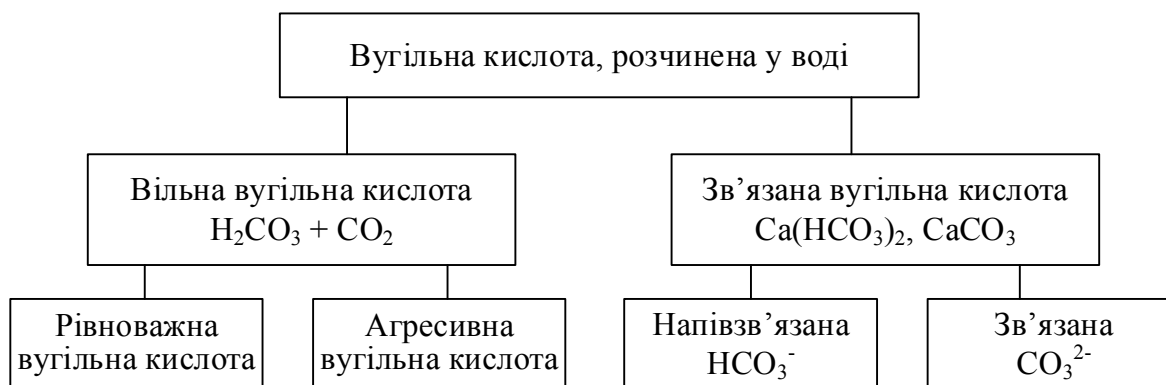 Вугільна кислота, розчинена у воді
Вільна вугільна кислота
H₂CO₃ + CO₂
Зв’язана вугільна кислота
Ca(HCO₃)₂, CaCO₃
Рівноважна
вугільна кислота
Агресивна
вугільна кислота
Напівзв’язана
HCO₃⁻
Зв’язана
CO₃²⁻